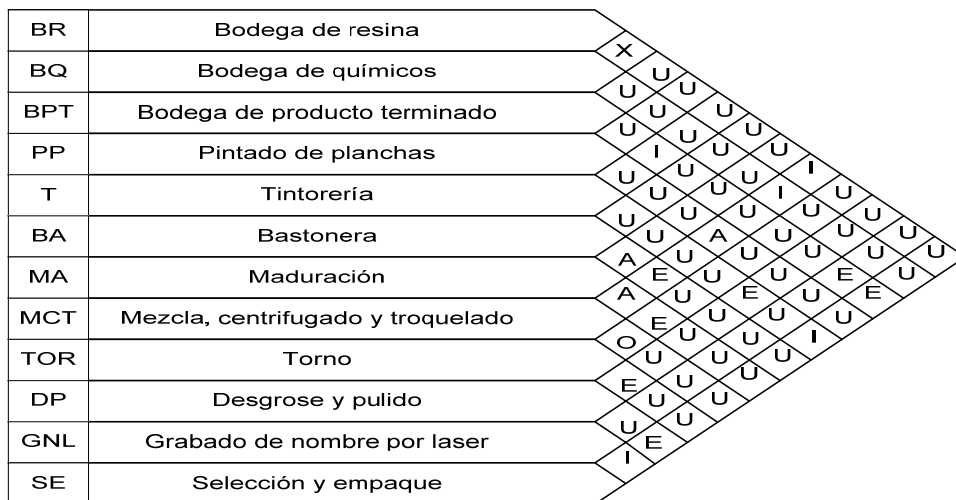 BR Bodega de resina
BQ Bodega de químicos
BPT Bodega de producto terminado
PP Pintado de planchas
T Tintorería
BA Bastonera
MA Maduración
MCT Mezcla, centrifugado y troquelado
TOR Torno
DP Desgrose y pulido
GNL Grabado de nombre por laser
SE Selección y empaque
X U U U U U I U U U U
U U U U U I U U U U
U I U U U U U E E
U U U A U U U U
U U U U E U I
A E U U U U
A E U U U
O U U U
E U U
U E
I